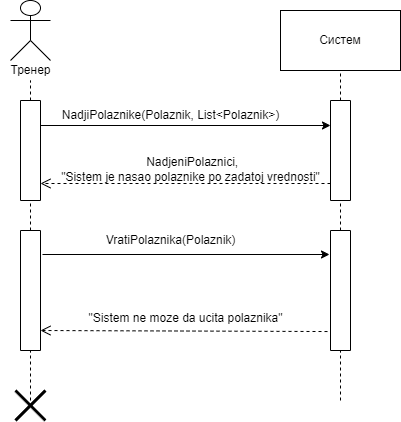 Систем
Тренер
NadjiPolaznike(Polaznik, List<Polaznik>)
NadjeniPolaznici,
"Sistem je nasao polaznike po zadatoj vrednosti"
VratiPolaznika(Polaznik)
"Sistem ne moze da ucita polaznika"